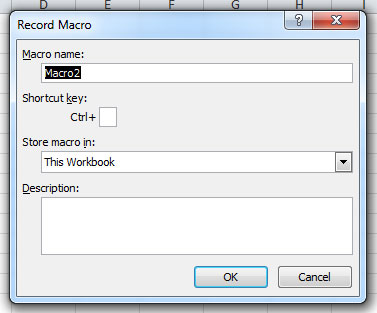 D E F G H I
Record Macro ?
Macro name:
Macro2
Shortcut key:
Ctrl+
Store macro in:
This Workbook
Description:
OK Cancel